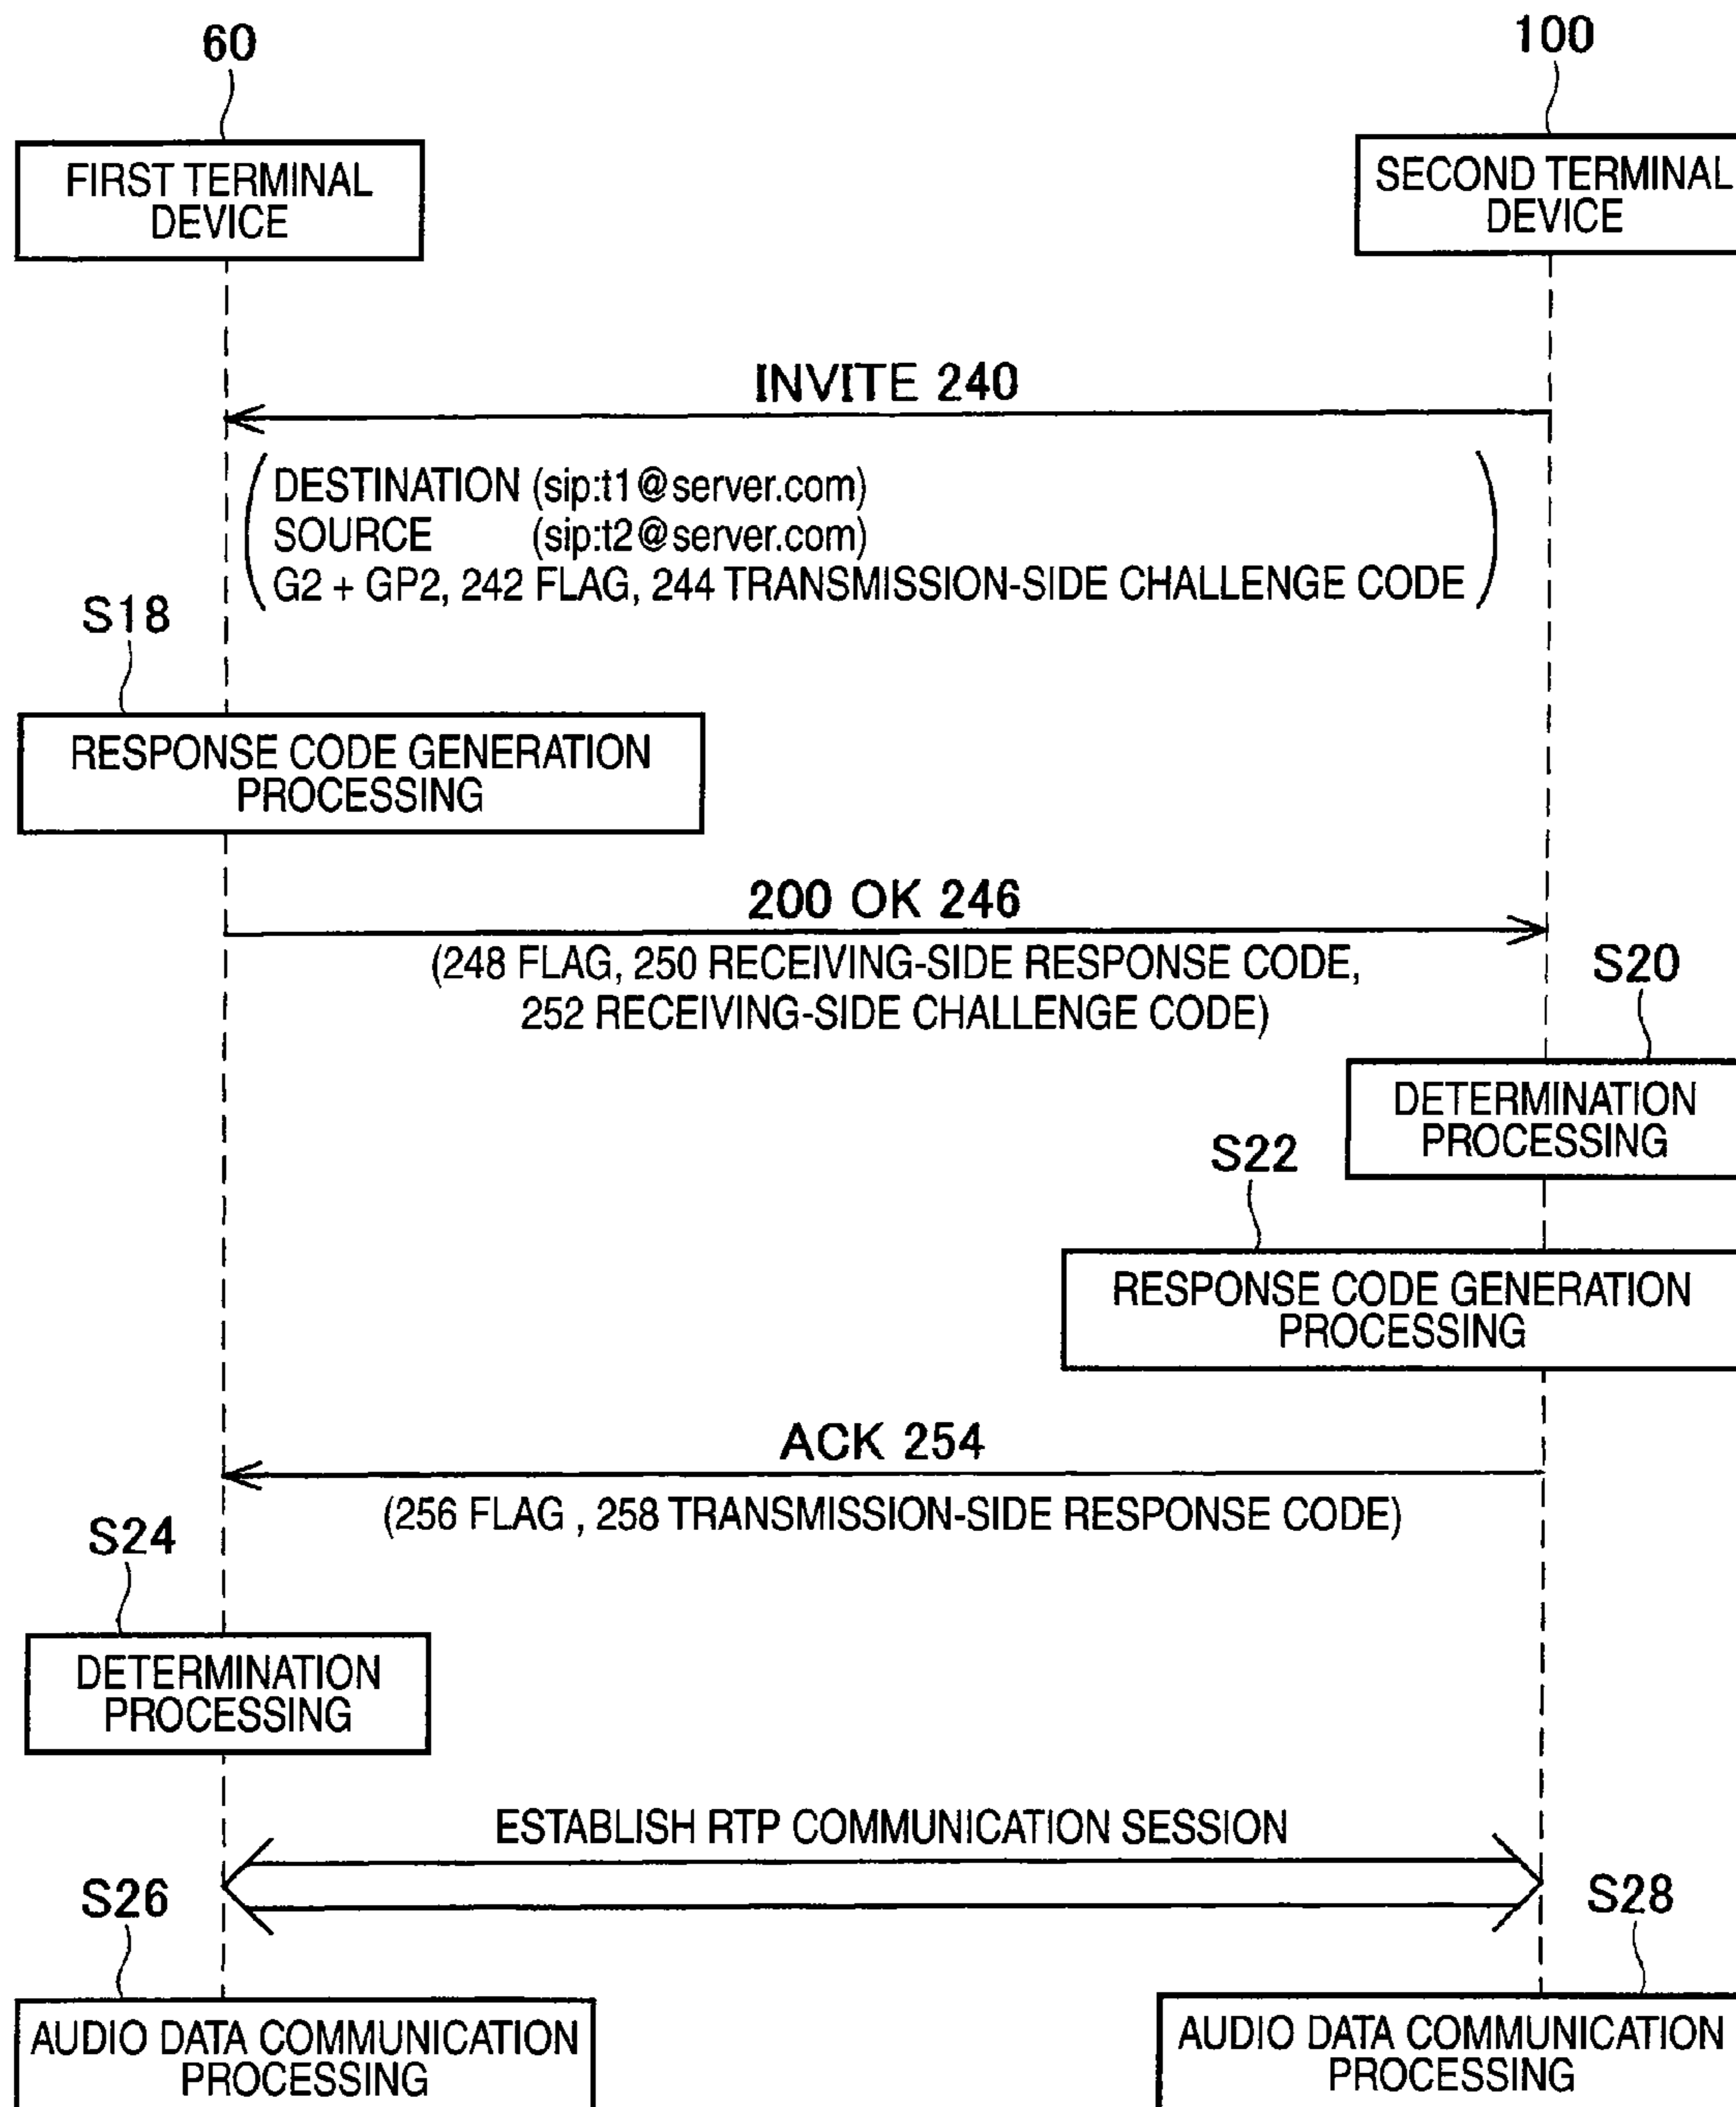 60
100
FIRST TERMINAL
DEVICE
SECOND TERMINAL
DEVICE
INVITE 240
DESTINATION (sip:t1@server.com)
SOURCE (sip:t2@server.com)
G2 + GP2, 242 FLAG, 244 TRANSMISSION-SIDE CHALLENGE CODE
S18
RESPONSE CODE GENERATION
PROCESSING
200 OK 246
(248 FLAG, 250 RECEIVING-SIDE RESPONSE CODE,
252 RECEIVING-SIDE CHALLENGE CODE)
S20
DETERMINATION
PROCESSING
S22
RESPONSE CODE GENERATION
PROCESSING
ACK 254
(256 FLAG , 258 TRANSMISSION-SIDE RESPONSE CODE)
S24
DETERMINATION
PROCESSING
ESTABLISH RTP COMMUNICATION SESSION
S26
S28
AUDIO DATA COMMUNICATION
PROCESSING
AUDIO DATA COMMUNICATION
PROCESSING